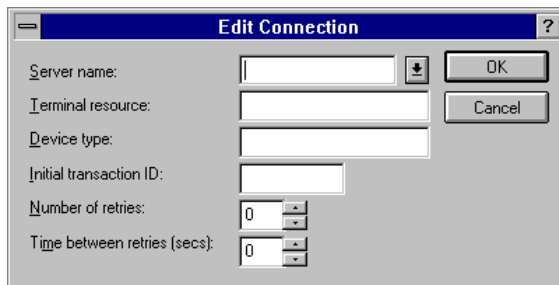 Edit Connection ?
Server name: OK
Terminal resource: Cancel
Device type:
Initial transaction ID:
Number of retries: 0
Time between retries (secs): 0